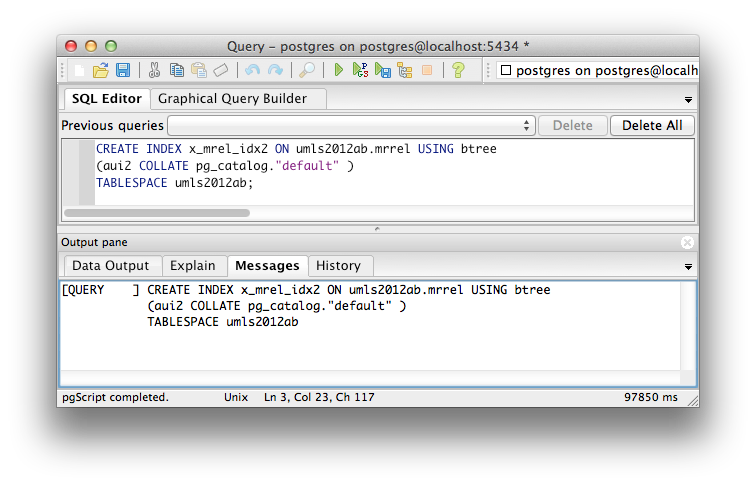 Query – postgres on postgres@localhost:5434 *
postgres on postgres@localh
SQL Editor Graphical Query Builder
Previous queries Delete Delete All
CREATE INDEX x_mrel_idx2 ON umls2012ab.mrrel USING btree
(aui2 COLLATE pg_catalog."default" )
TABLESPACE umls2012ab;
Output pane
Data Output Explain Messages History
[QUERY ] CREATE INDEX x_mrel_idx2 ON umls2012ab.mrrel USING btree
(aui2 COLLATE pg_catalog."default" )
TABLESPACE umls2012ab
pgScript completed. Unix Ln 3, Col 23, Ch 117 97850 ms